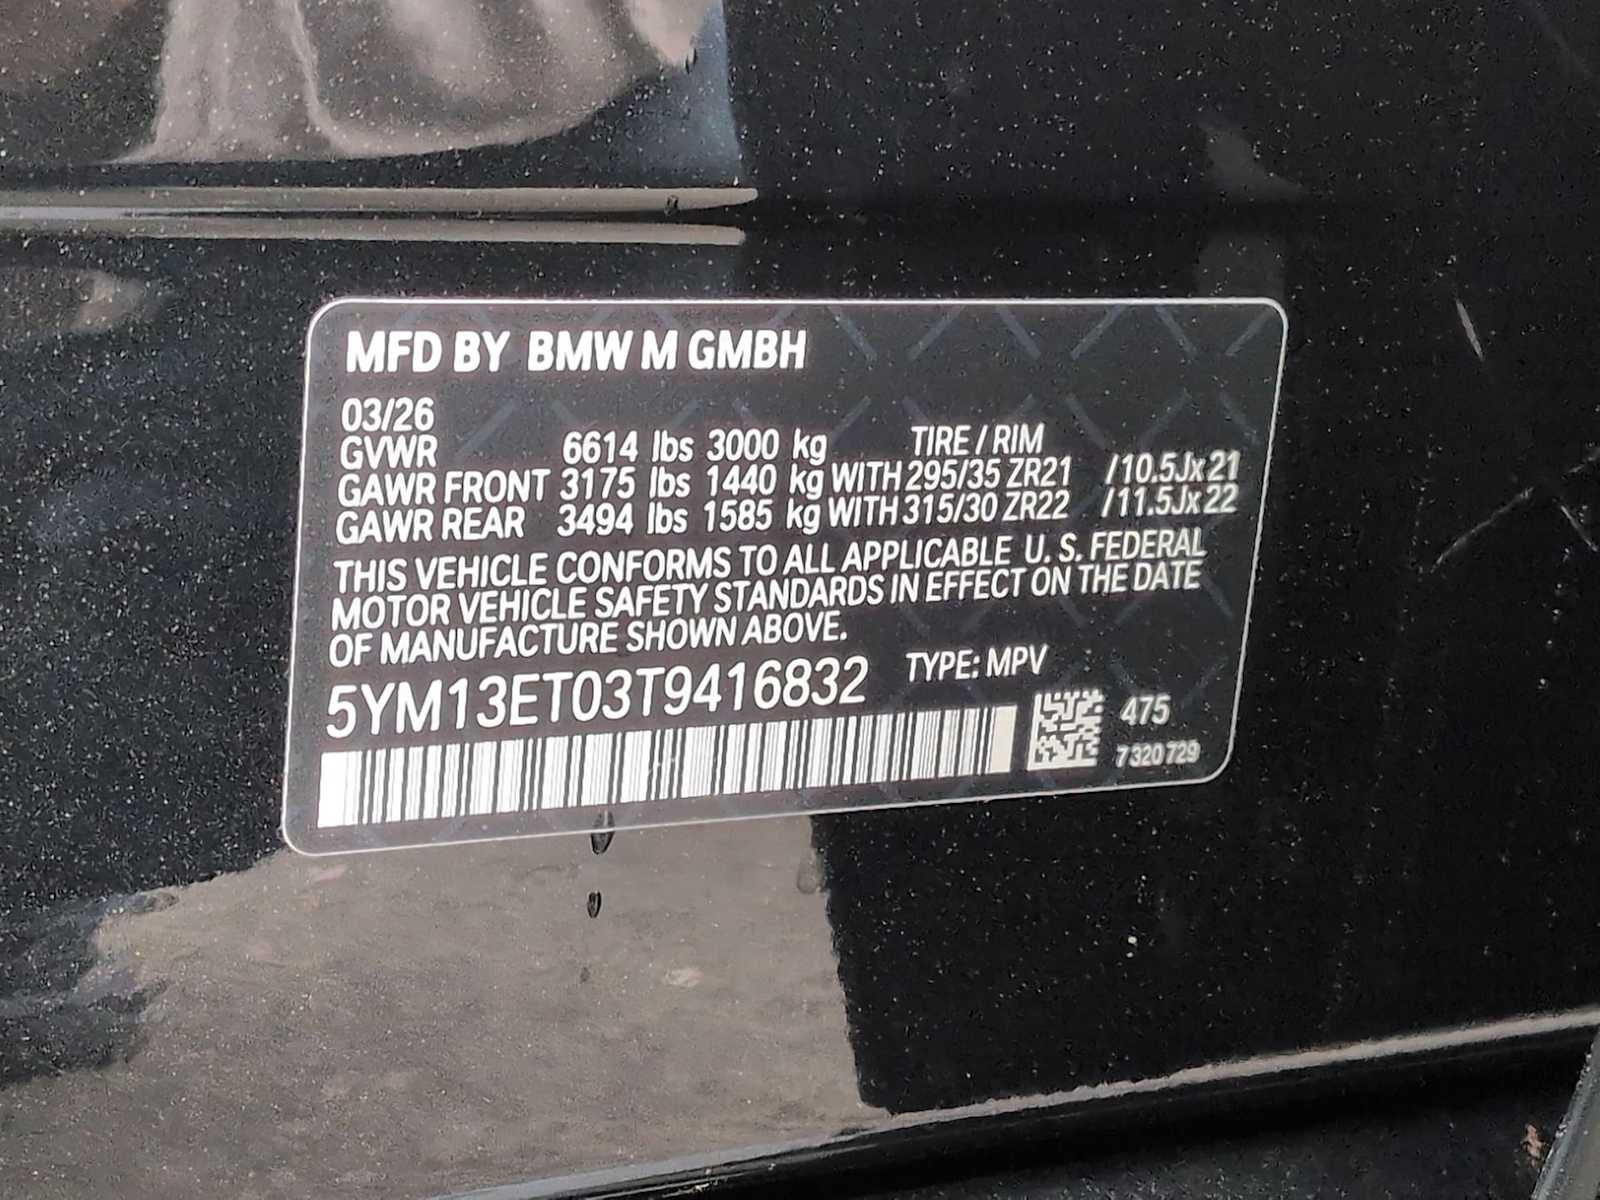 MFD BY BMW M GMBH
03/26
GVWR 6614 lbs 3000 kg TIRE / RIM
GAWR FRONT 3175 lbs 1440 kg WITH 295/35 ZR21 /10.5Jx21
GAWR REAR 3494 lbs 1585 kg WITH 315/30 ZR22 /11.5Jx22
THIS VEHICLE CONFORMS TO ALL APPLICABLE U. S. FEDERAL
MOTOR VEHICLE SAFETY STANDARDS IN EFFECT ON THE DATE
OF MANUFACTURE SHOWN ABOVE.
5YM13ET03T9416832 TYPE: MPV
475
7 320 729